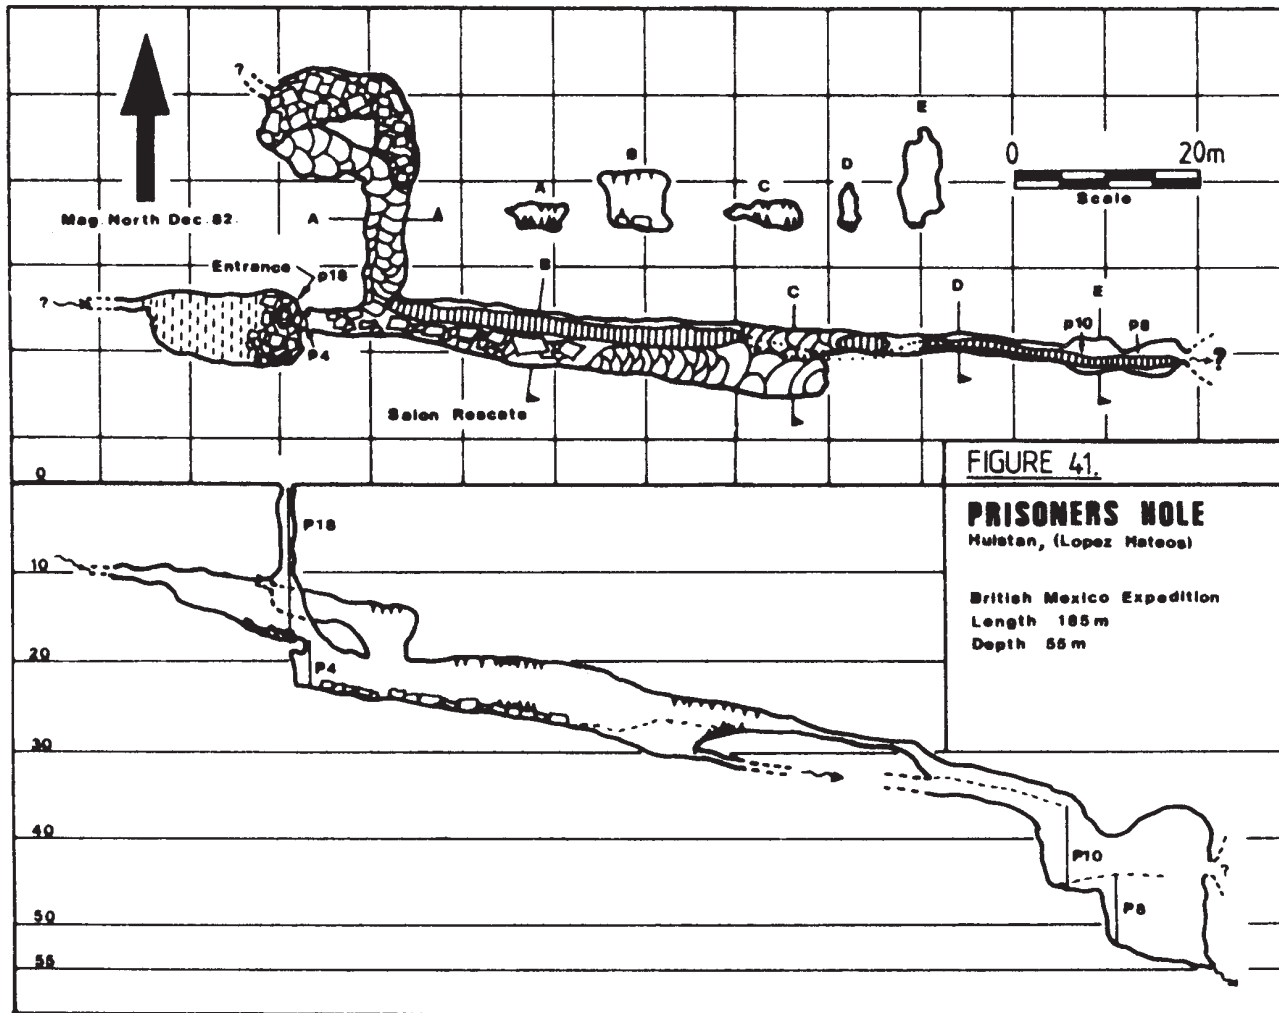 ?
E
B
D
A
C
0 20m
Scale
Mag. North Dec. 82.
A A
Entrance p18
B
D
E
C
?
p10 p8
P4
?
Salon Rescate
FIGURE 41.
0
PRISONERS HOLE
Huistan, (Lopez Mateos)
P18
10
British Mexico Expedition
Length 185m
Depth 55m
20
P4
30
40
P10
?
P8
50
55